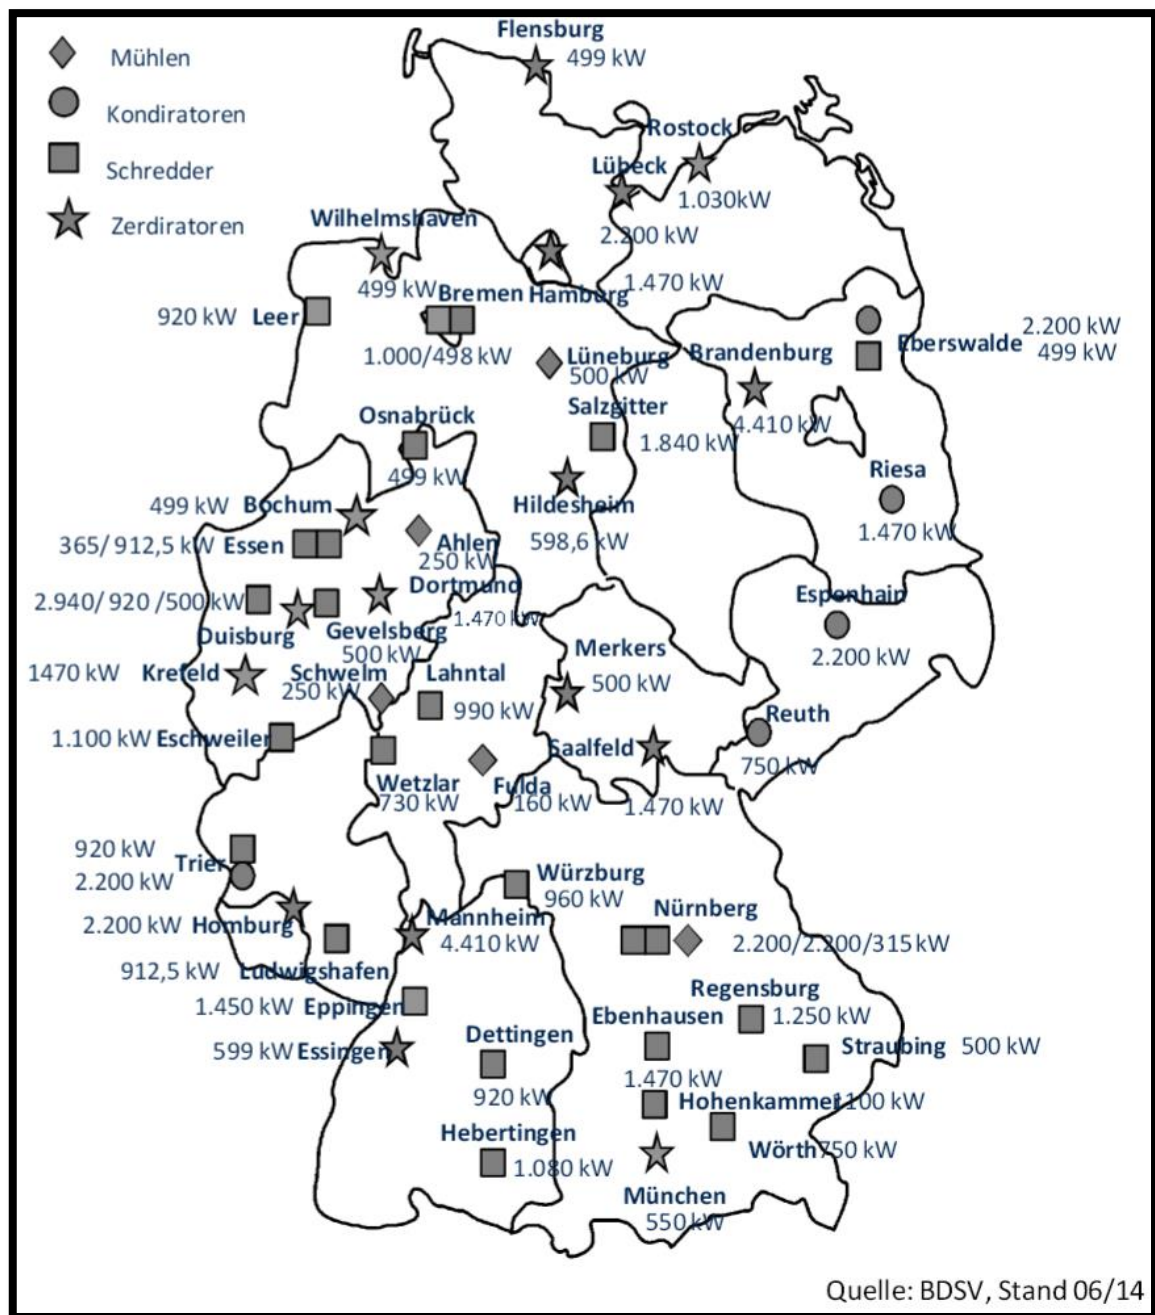 Mühlen
Kondiratoren
Schredder
Zerdiratoren
Flensburg
499 kW
Rostock
1.030kW
Lübeck
2.200 kW
Wilhelmshaven
499 kW
Hamburg
1.470 kW
Bremen
1.000/498 kW
920 kW Leer
Lüneburg
500 kW
Brandenburg
4.410 kW
Eberswalde
2.200 kW
499 kW
Salzgitter
1.840 kW
Osnabrück
499 kW
Hildesheim
598,6 kW
Riesa
1.470 kW
499 kW Bochum
365/ 912,5 kW Essen
Ahlen
250 kW
Dortmund
1.470 kW
2.940/ 920 /500 kW
Duisburg
Gevelsberg
500 kW
Espenhain
2.200 kW
1470 kW Krefeld
Schwelm
250 kW
Lahntal
990 kW
Merkers
500 kW
Reuth
750 kW
1.100 kW Eschweiler
Saalfeld
1.470 kW
Wetzlar
730 kW
Fulda
160 kW
920 kW
Trier
2.200 kW
Würzburg
960 kW
2.200 kW Homburg
Mannheim
4.410 kW
Nürnberg
2.200/2.200/315 kW
912,5 kW Ludwigshafen
1.450 kW Eppingen
Regensburg
1.250 kW
Ebenhausen
1.470 kW
599 kW Essingen
Dettingen
920 kW
Straubing 500 kW
Hohenkammer 1100 kW
Hebertingen
1.080 kW
Wörth 750 kW
München
550 kW
Quelle: BDSV, Stand 06/14